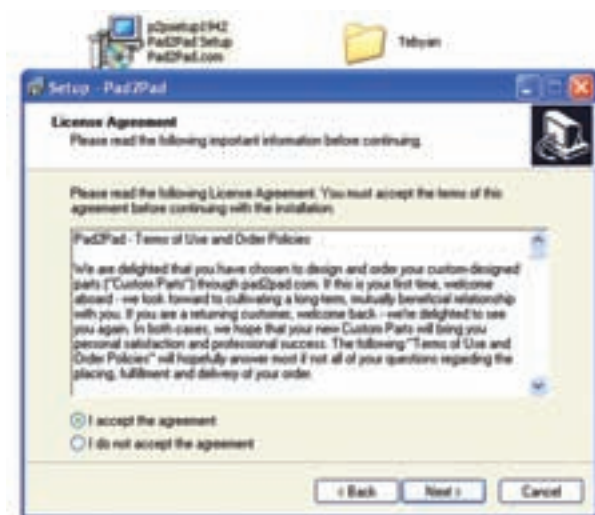 p2psetup1942
Pad2Pad Setup
Pad2Pad.com
Tebyan
Setup - Pad2Pad
License Agreement
Please read the following important information before continuing.
Please read the following License Agreement. You must accept the terms of this
agreement before continuing with the installation.
Pad2Pad - Terms of Use and Order Policies
We are delighted that you have chosen to design and order your custom-designed
parts ("Custom Parts") through pad2pad.com. If this is your first time, welcome
aboard - we look forward to cultivating a long-term, mutually beneficial relationship
with you. If you are a returning customer, welcome back - we're delighted to see
you again. In both cases, we hope that your new Custom Parts will bring you
personal satisfaction and professional success. The following "Terms of Use and
Order Policies" will hopefully answer most if not all of your questions regarding the
placing, fulfillment and delivery of your order.
I accept the agreement
I do not accept the agreement
< Back
Next >
Cancel